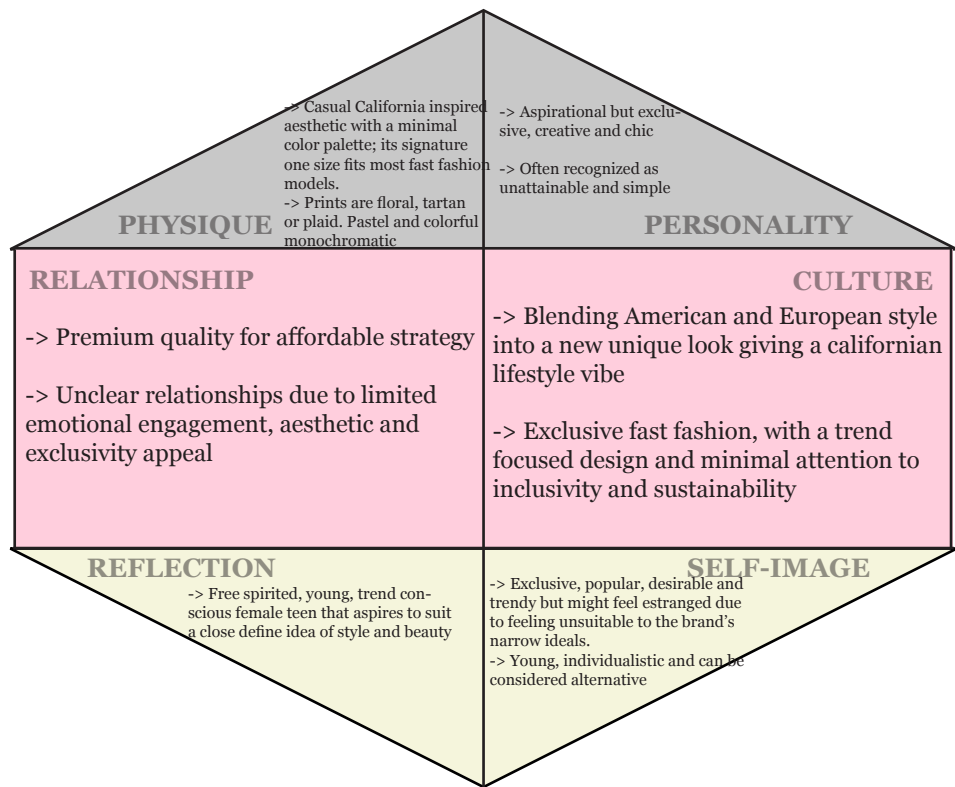 -> Casual California inspired
aesthetic with a minimal
color palette; its signature
one size fits most fast fashion
models.
-> Prints are floral, tartan
or plaid. Pastel and colorful
monochromatic
PHYSIQUE
-> Aspirational but exclu-
sive, creative and chic
-> Often recognized as
unattainable and simple
PERSONALITY
RELATIONSHIP
-> Premium quality for affordable strategy
-> Unclear relationships due to limited
emotional engagement, aesthetic and
exclusivity appeal
CULTURE
-> Blending American and European style
into a new unique look giving a californian
lifestyle vibe
-> Exclusive fast fashion, with a trend
focused design and minimal attention to
inclusivity and sustainability
REFLECTION
-> Free spirited, young, trend con-
scious female teen that aspires to suit
a close define idea of style and beauty
SELF-IMAGE
-> Exclusive, popular, desirable and
trendy but might feel estranged due
to feeling unsuitable to the brand’s
narrow ideals.
-> Young, individualistic and can be
considered alternative